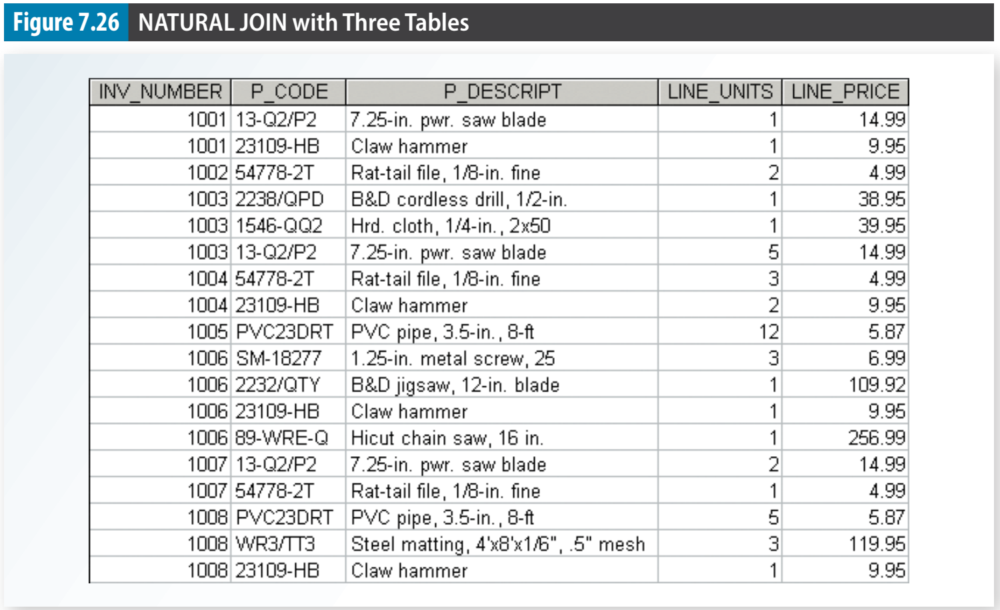 Figure 7.26 NATURAL JOIN with Three Tables
INV_NUMBER P_CODE P_DESCRIPT LINE_UNITS LINE_PRICE
1001 13-Q2/P2 7.25-in. pwr. saw blade 1 14.99
1001 23109-HB Claw hammer 1 9.95
1002 54778-2T Rat-tail file, 1/8-in. fine 2 4.99
1003 2238/QPD B&D cordless drill, 1/2-in. 1 38.95
1003 1546-QQ2 Hrd. cloth, 1/4-in., 2x50 1 39.95
1003 13-Q2/P2 7.25-in. pwr. saw blade 5 14.99
1004 54778-2T Rat-tail file, 1/8-in. fine 3 4.99
1004 23109-HB Claw hammer 2 9.95
1005 PVC23DRT PVC pipe, 3.5-in., 8-ft 12 5.87
1006 SM-18277 1.25-in. metal screw, 25 3 6.99
1006 2232/QTY B&D jigsaw, 12-in. blade 1 109.92
1006 23109-HB Claw hammer 1 9.95
1006 89-WRE-Q Hicut chain saw, 16 in. 1 256.99
1007 13-Q2/P2 7.25-in. pwr. saw blade 2 14.99
1007 54778-2T Rat-tail file, 1/8-in. fine 1 4.99
1008 PVC23DRT PVC pipe, 3.5-in., 8-ft 5 5.87
1008 WR3/TT3 Steel matting, 4'x8'x1/6", .5" mesh 3 119.95
1008 23109-HB Claw hammer 1 9.95